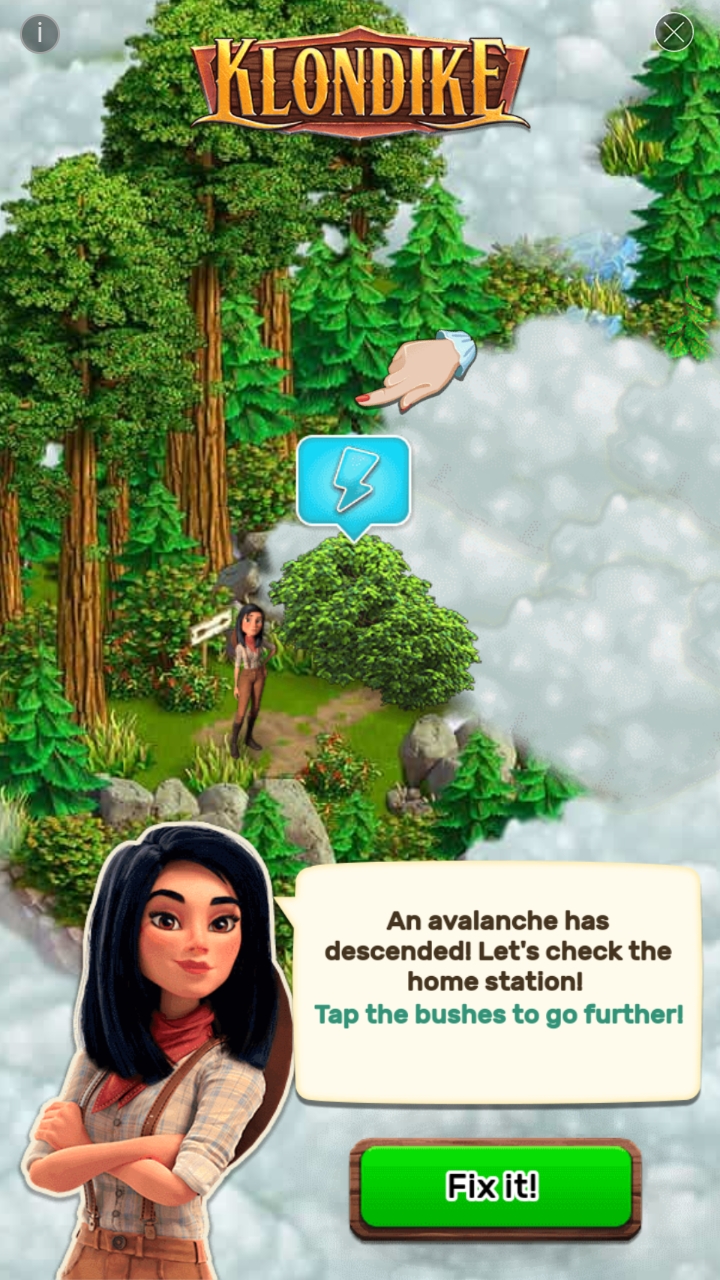 i
KLONDIKE
An avalanche has
descended! Let's check the
home station!
Tap the bushes to go further!
Fix it!